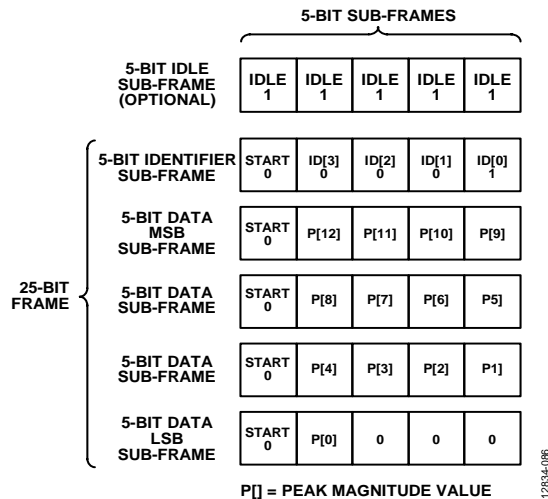 5-BIT SUB-FRAMES
5-BIT IDLE
SUB-FRAME
(OPTIONAL)
IDLE IDLE IDLE IDLE IDLE
1 1 1 1 1
25-BIT
FRAME
5-BIT IDENTIFIER
SUB-FRAME
START ID[3] ID[2] ID[1] ID[0]
0 0 0 0 1
5-BIT DATA
MSB
SUB-FRAME
START P[12] P[11] P[10] P[9]
0
5-BIT DATA
SUB-FRAME
START P[8] P[7] P[6] P5]
0
5-BIT DATA
SUB-FRAME
START P[4] P[3] P[2] P1]
0
5-BIT DATA
LSB
SUB-FRAME
START P[0] 0 0 0
0
P[] = PEAK MAGNITUDE VALUE
12834-086